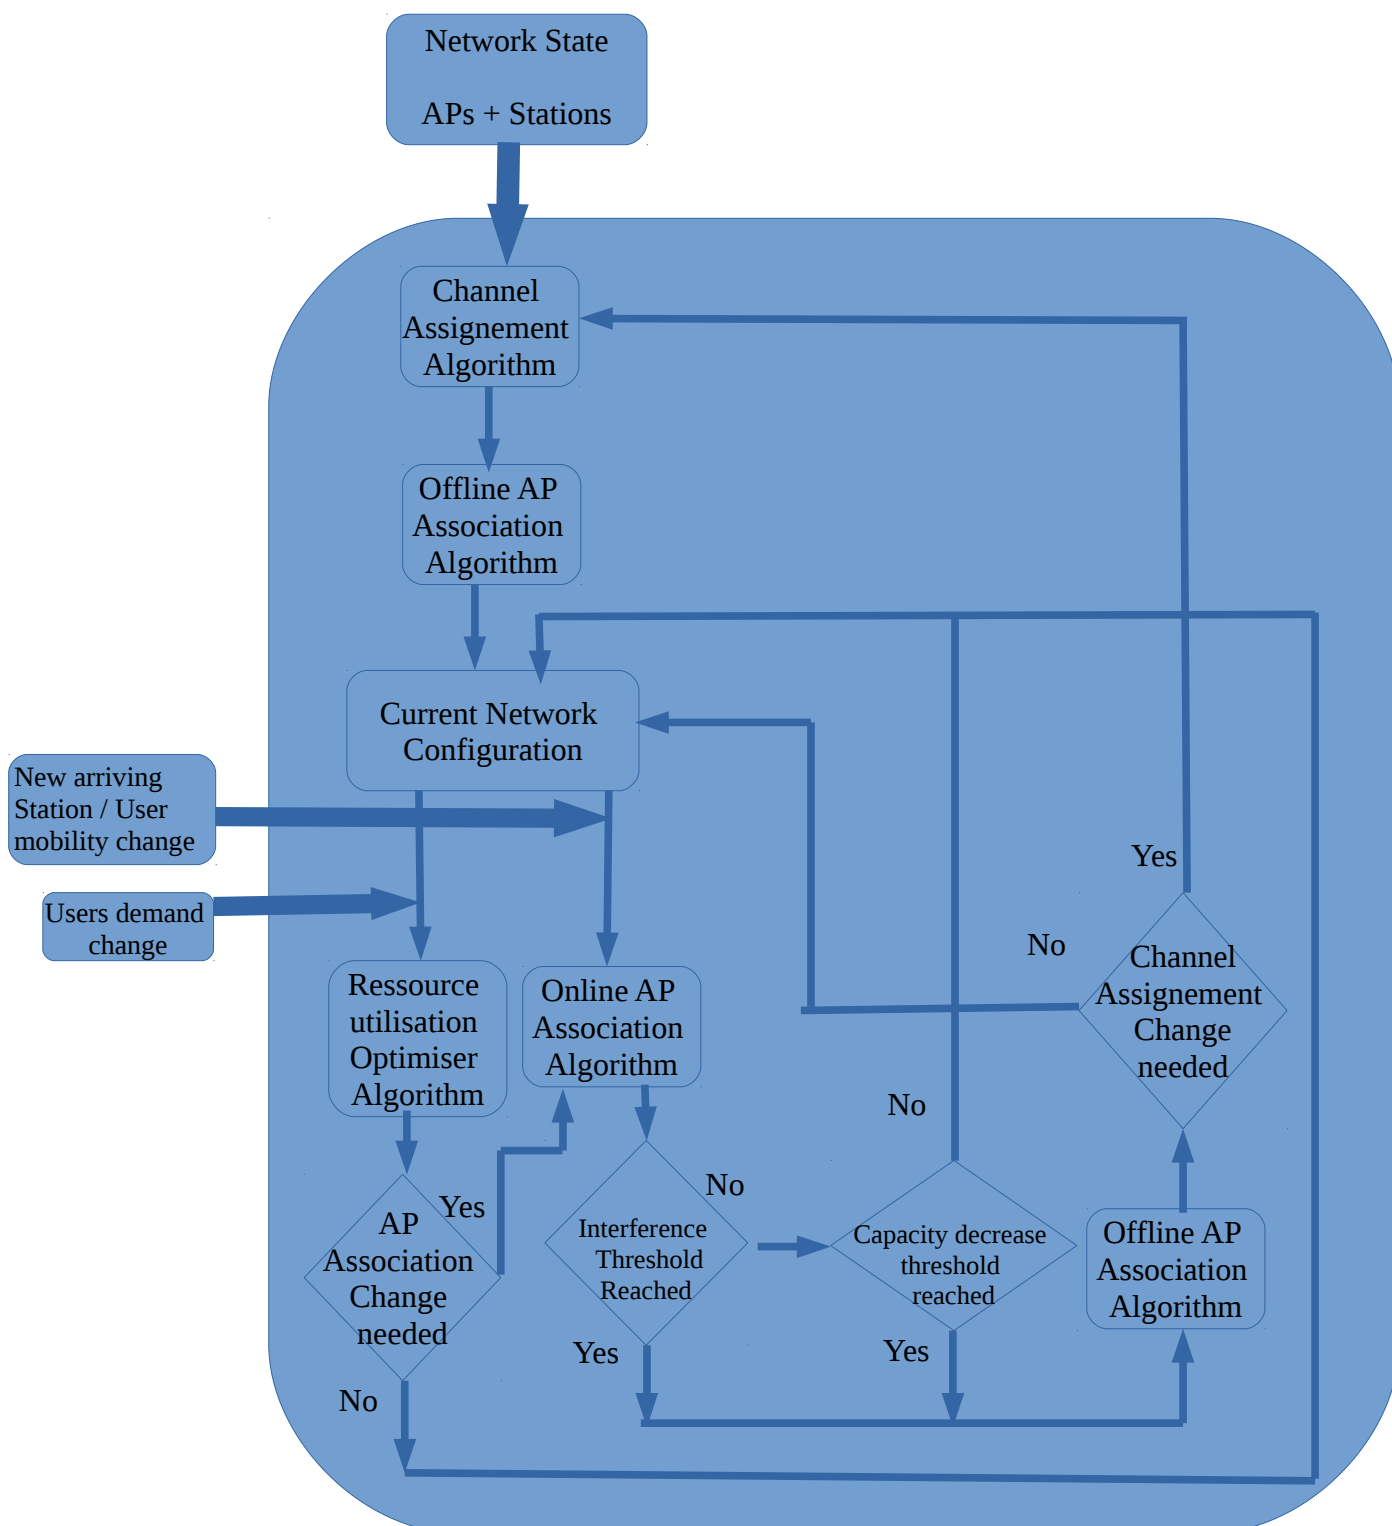 Network State
APs + Stations
Channel
Assignement
Algorithm
Offline AP
Association
Algorithm
Current Network
Configuration
New arriving
Station / User
mobility change
Users demand
change
Ressource
utilisation
Optimiser
Algorithm
Online AP
Association
Algorithm
Yes
No
Channel
Assignement
Change
needed
No
Yes
AP
Association
Change
needed
No
No
Interference
Threshold
Reached
Yes
Capacity decrease
threshold
reached
Yes
Offline AP
Association
Algorithm